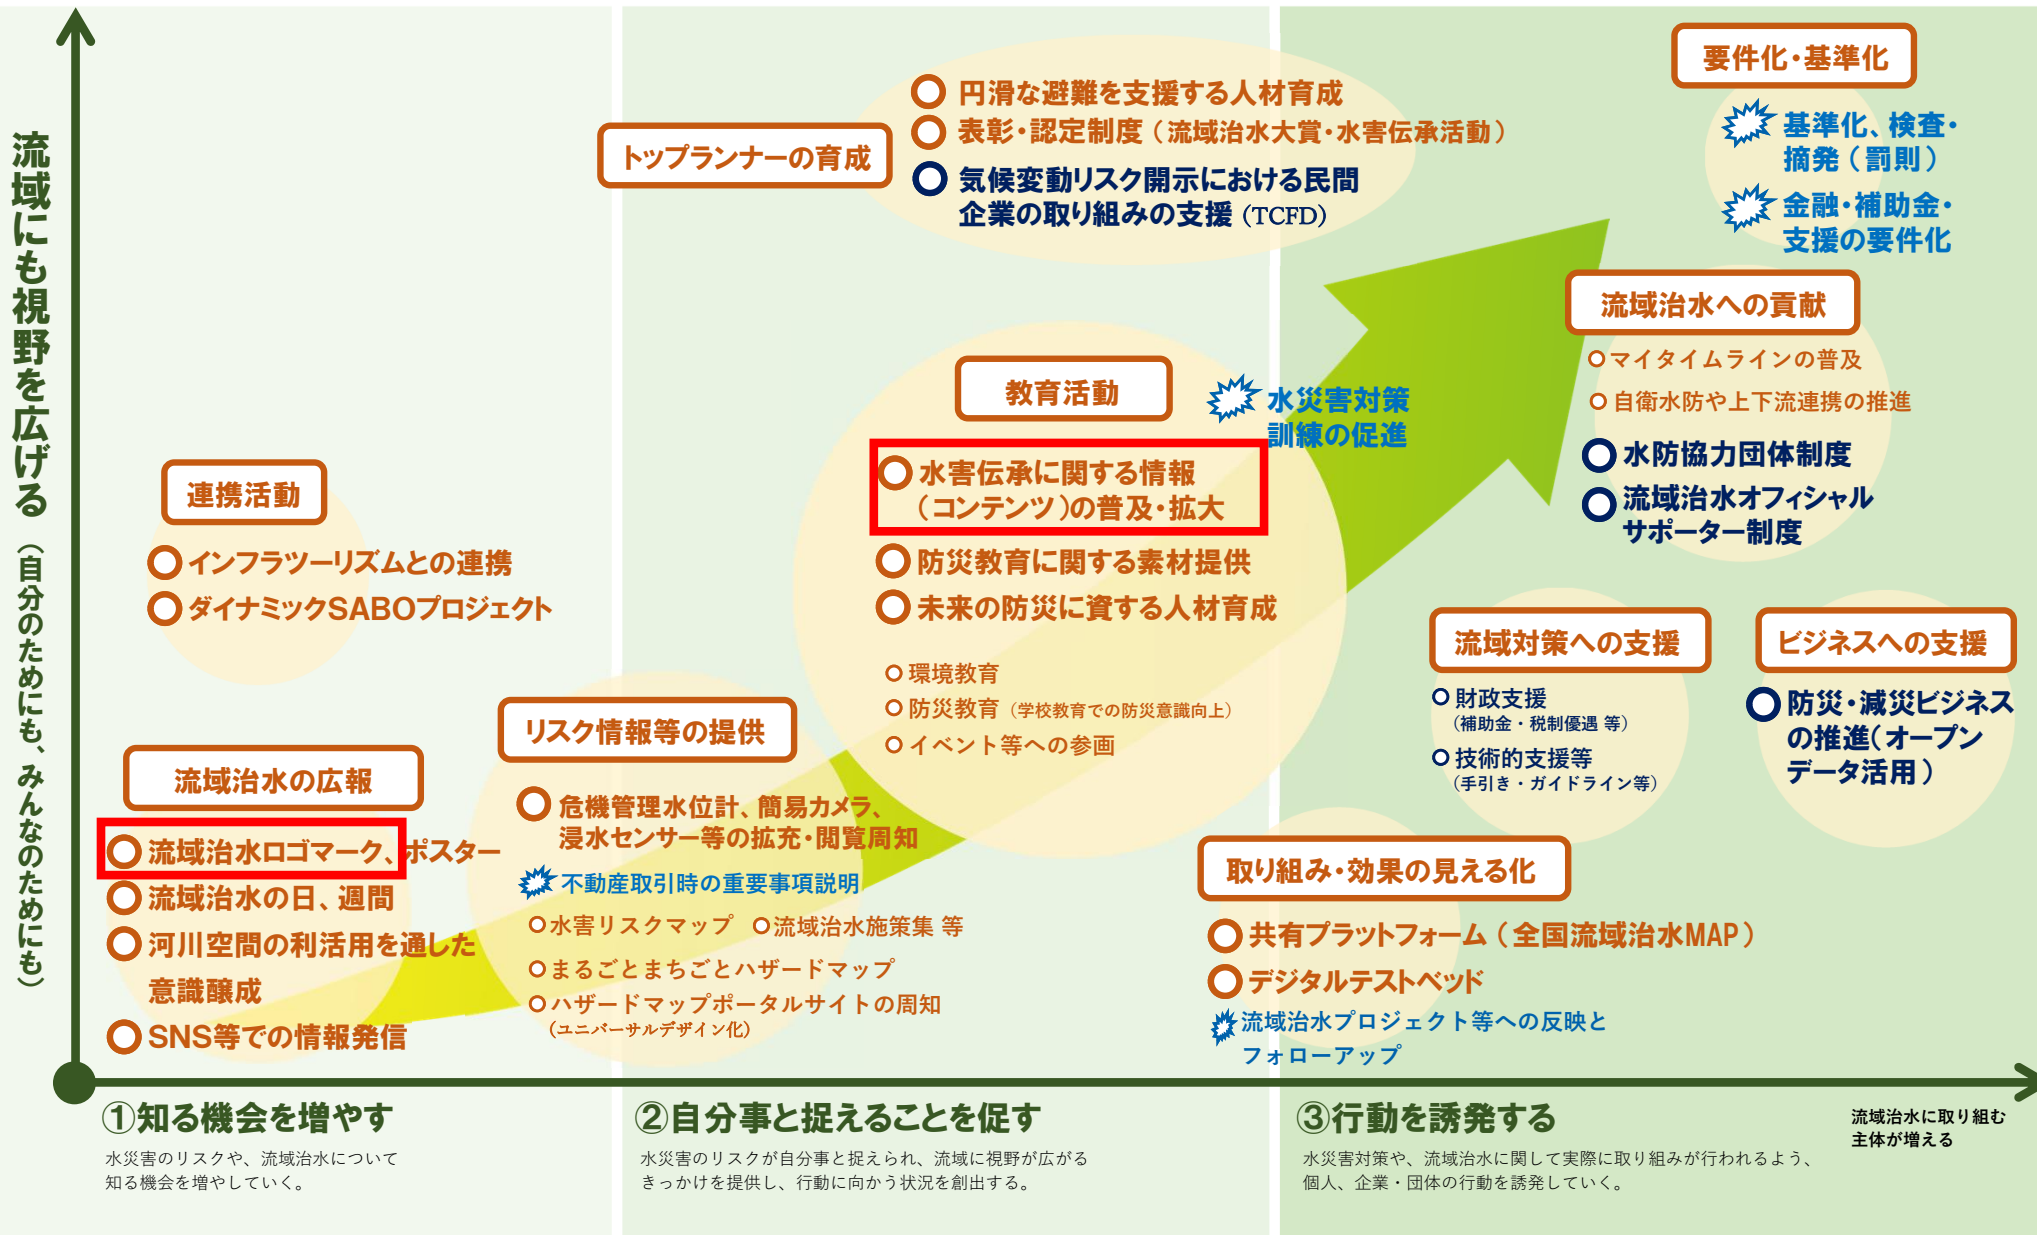 流域にも視野を広げる
（自分のためにも、みんなのためにも）
要件化・基準化
基準化、検査・
摘発（罰則）
金融・補助金・
支援の要件化
トップランナーの育成
円滑な避難を支援する人材育成
表彰・認定制度（流域治水大賞・水害伝承活動）
気候変動リスク開示における民間
企業の取り組みの支援（TCFD）
流域治水への貢献
マイタイムラインの普及
自衛水防や上下流連携の推進
水防協力団体制度
流域治水オフィシャル
サポーター制度
教育活動
水災害対策
訓練の促進
水害伝承に関する情報
（コンテンツ）の普及・拡大
防災教育に関する素材提供
未来の防災に資する人材育成
環境教育
防災教育（学校教育での防災意識向上）
イベント等への参画
連携活動
インフラツーリズムとの連携
ダイナミックSABOプロジェクト
流域対策への支援
財政支援
（補助金・税制優遇 等）
技術的支援等
（手引き・ガイドライン等）
ビジネスへの支援
防災・減災ビジネス
の推進（オープン
データ活用）
リスク情報等の提供
危機管理水位計、簡易カメラ、
浸水センサー等の拡充・閲覧周知
不動産取引時の重要事項説明
水害リスクマップ 流域治水施策集 等
まるごとまちごとハザードマップ
ハザードマップポータルサイトの周知
（ユニバーサルデザイン化）
流域治水の広報
流域治水ロゴマーク、ポスター
流域治水の日、週間
河川空間の利活用を通した
意識醸成
SNS等での情報発信
取り組み・効果の見える化
共有プラットフォーム（全国流域治水MAP）
デジタルテストベッド
流域治水プロジェクト等への反映と
フォローアップ
①知る機会を増やす
水災害のリスクや、流域治水について
知る機会を増やしていく。
②自分事と捉えることを促す
水災害のリスクが自分事と捉えられ、流域に視野が広がる
きっかけを提供し、行動に向かう状況を創出する。
③行動を誘発する
水災害対策や、流域治水に関して実際に取り組みが行われるよう、
個人、企業・団体の行動を誘発していく。
流域治水に取り組む
主体が増える